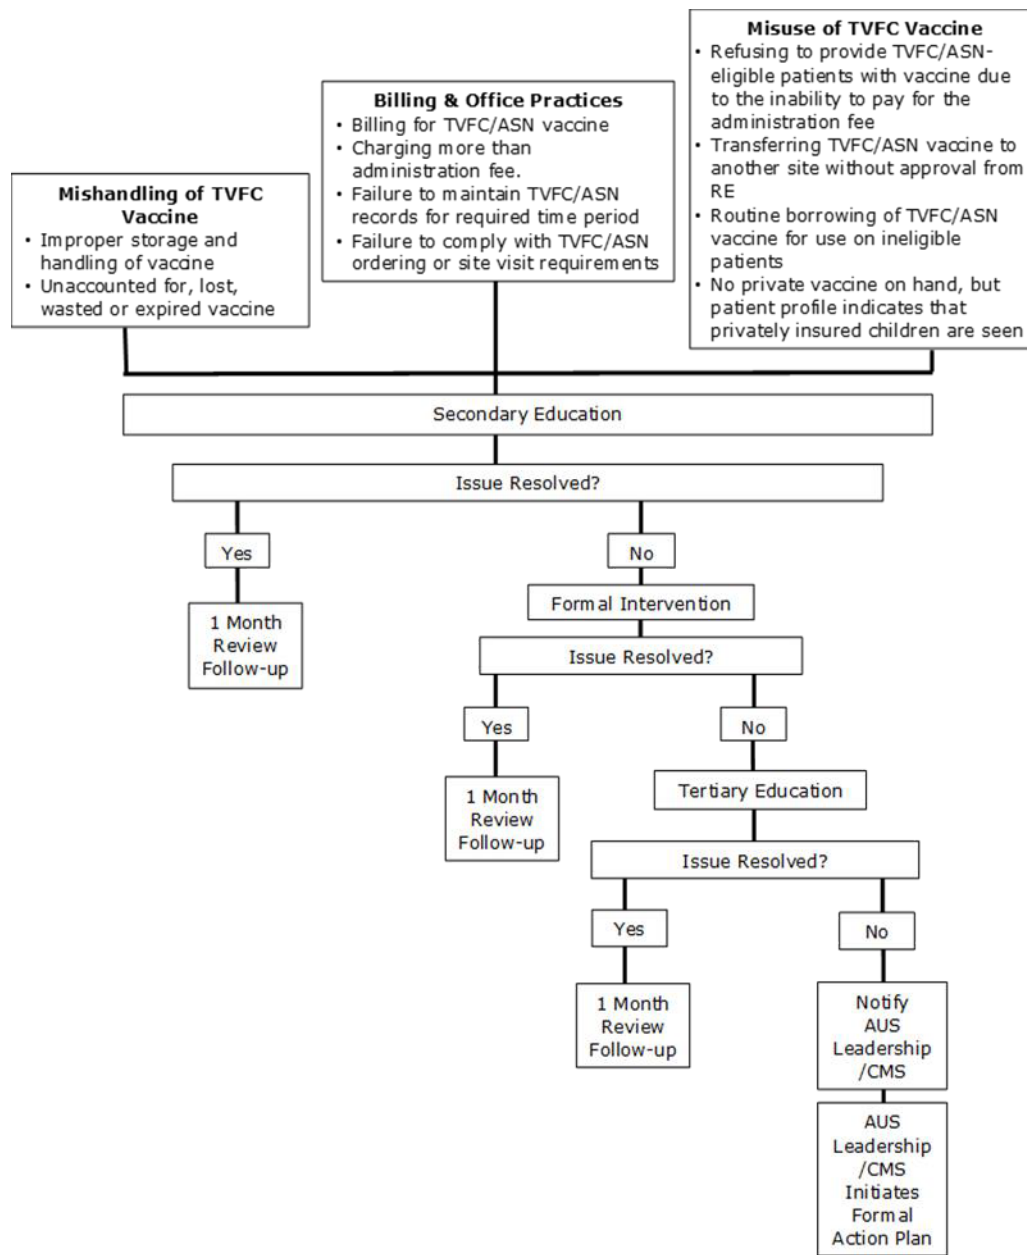 Mishandling of TVFC
Vaccine
• Improper storage and
handling of vaccine
• Unaccounted for, lost,
wasted or expired vaccine
Billing & Office Practices
• Billing for TVFC/ASN vaccine
• Charging more than
administration fee.
• Failure to maintain TVFC/ASN
records for required time period
• Failure to comply with TVFC/ASN
ordering or site visit requirements
Misuse of TVFC Vaccine
• Refusing to provide TVFC/ASN-
eligible patients with vaccine due
to the inability to pay for the
administration fee
• Transferring TVFC/ASN vaccine to
another site without approval from
RE
• Routine borrowing of TVFC/ASN
vaccine for use on ineligible
patients
• No private vaccine on hand, but
patient profile indicates that
privately insured children are seen
Secondary Education
Issue Resolved?
Yes
No
1 Month
Review
Follow-up
Formal Intervention
Issue Resolved?
Yes
No
1 Month
Review
Follow-up
Tertiary Education
Issue Resolved?
Yes
No
1 Month
Review
Follow-up
Notify
AUS
Leadership
/CMS
AUS
Leadership
/CMS
Initiates
Formal
Action Plan